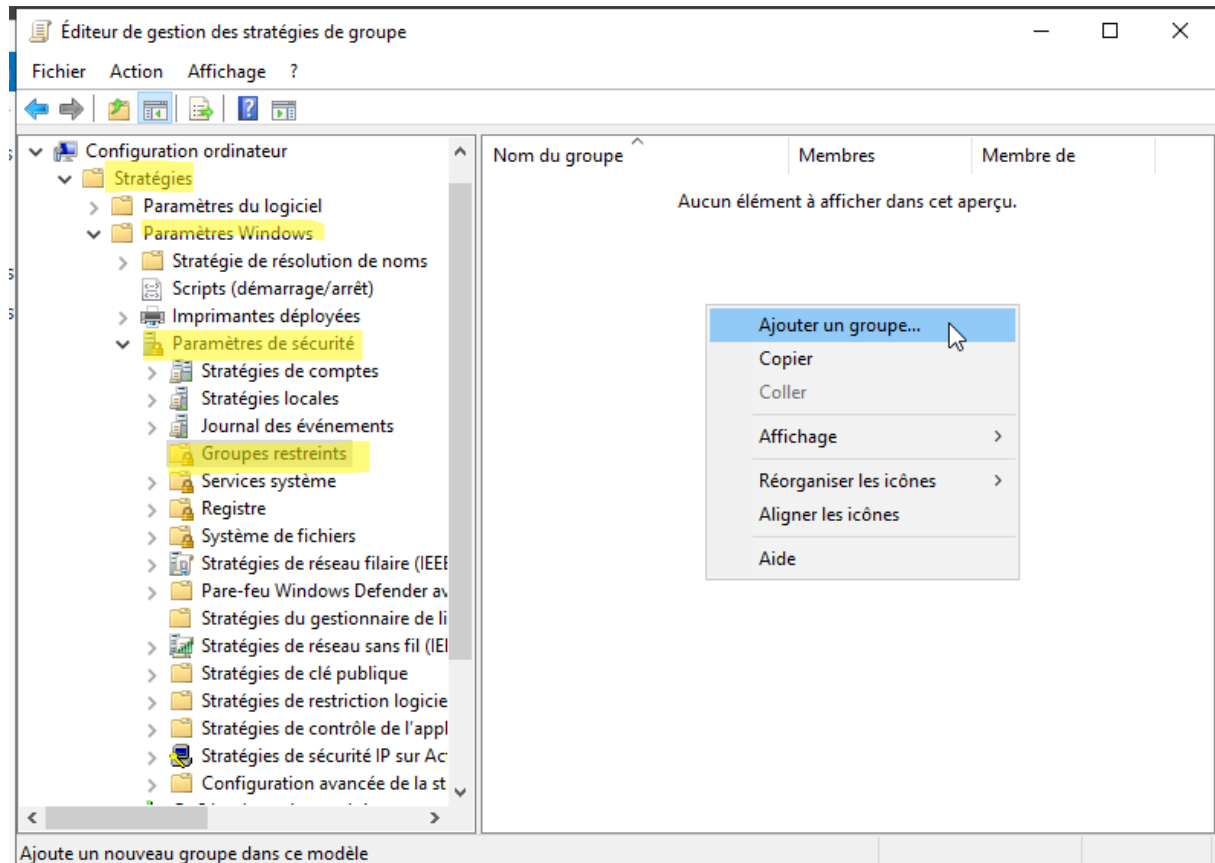 Éditeur de gestion des stratégies de groupe
Fichier Action Affichage ?
Configuration ordinateur
Stratégies
Paramètres du logiciel
Paramètres Windows
Stratégie de résolution de noms
Scripts (démarrage/arrêt)
Imprimantes déployées
Paramètres de sécurité
Stratégies de comptes
Stratégies locales
Journal des événements
Groupes restreints
Services système
Registre
Système de fichiers
Stratégies de réseau filaire (IEEE
Pare-feu Windows Defender av
Stratégies du gestionnaire de li
Stratégies de réseau sans fil (IEI
Stratégies de clé publique
Stratégies de restriction logicie
Stratégies de contrôle de l'appl
Stratégies de sécurité IP sur Ac
Configuration avancée de la st
Nom du groupe Membres Membre de
Aucun élément à afficher dans cet aperçu.
Ajouter un groupe...
Copier
Coller
Affichage
Réorganiser les icônes
Aligner les icônes
Aide
Ajoute un nouveau groupe dans ce modèle